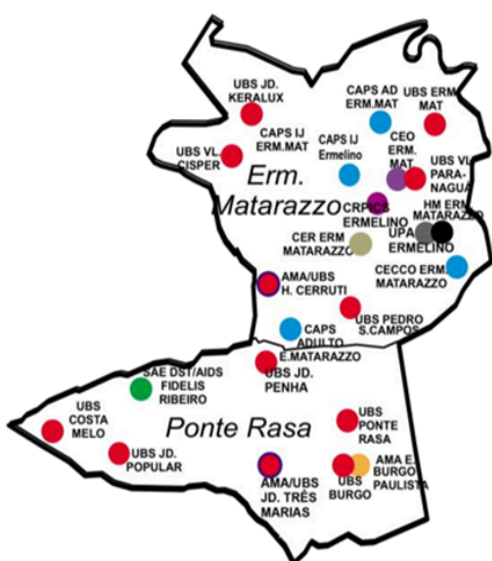 UBS JD.
KERALUX
CAPS AD
ERM.MAT
UBS ERM.
MAT
CAPS IJ
ERM.MAT
CAPS IJ
Ermelino
CEO
ERM.
MAT
UBS VL.
CISPER
UBS VL.
PARA-
NAGUA
Erm.
Matarazzo
CRPICS
ERMELINO
HM ERM.
MATARAZZO
UPA
ERMELINO
CER ERM
MATARAZZO
CECCO ERM.
MATARAZZO
AMA/UBS
H. CERRUTI
UBS PEDRO
S.CAMPOS
CAPS
ADULTO
E.MATARAZZO
UBS JD.
PENHA
SAE DST/AIDS
FIDELIS
RIBEIRO
Ponte Rasa
UBS
COSTA
MELO
UBS JD.
POPULAR
UBS
PONTE
RASA
AMA/UBS
JD. TRÊS
MARIAS
UBS
BURGO
AMA E.
BURGO
PAULISTA